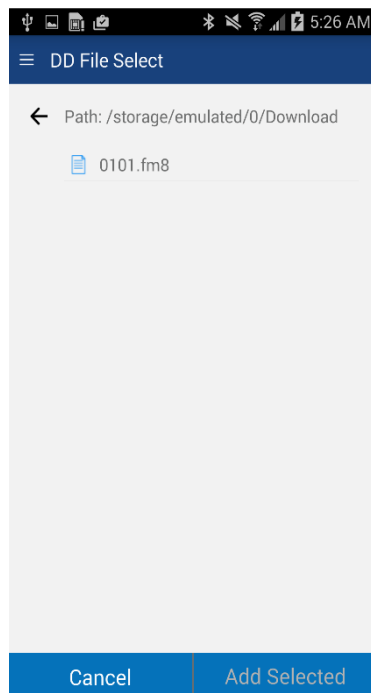 5:26 AM
DD File Select
Path: /storage/emulated/0/Download
0101.fm8
Cancel
Add Selected